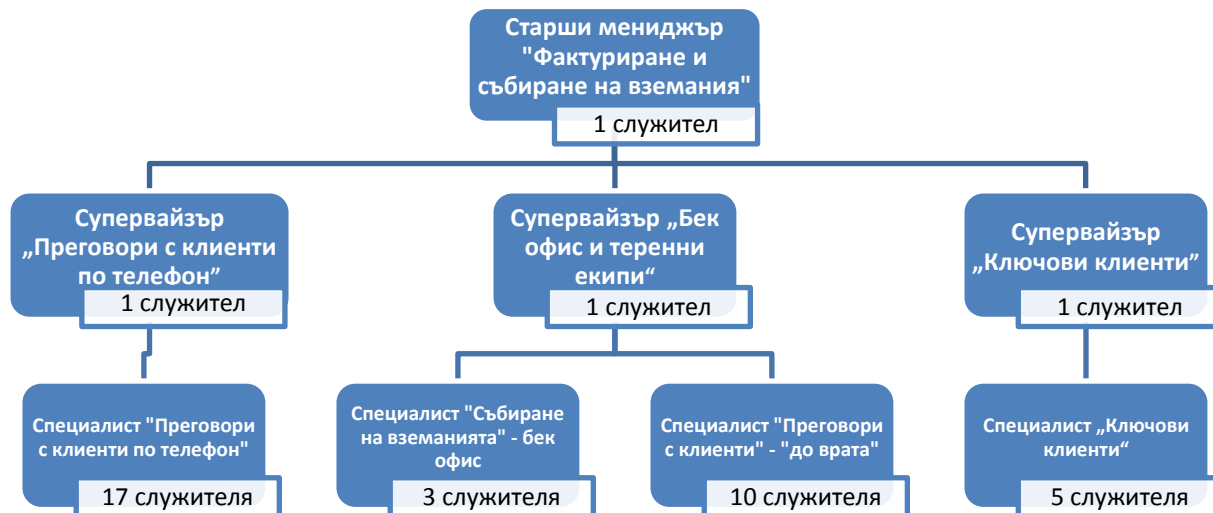 Старши мениджър
"Фактуриране и
събиране на вземания"
1 служител
Супервайзър
„Преговори с клиенти
по телефон”
1 служител
Супервайзър „Бек
офис и теренни
екипи“
1 служител
Супервайзър
„Ключови клиенти”
1 служител
Специалист "Преговори
с клиенти по телефон"
17 служителя
Специалист "Събиране
на вземанията" - бек
офис
3 служителя
Специалист "Преговори
с клиенти" - "до врата"
10 служителя
Специалист „Ключови
клиенти“
5 служителя